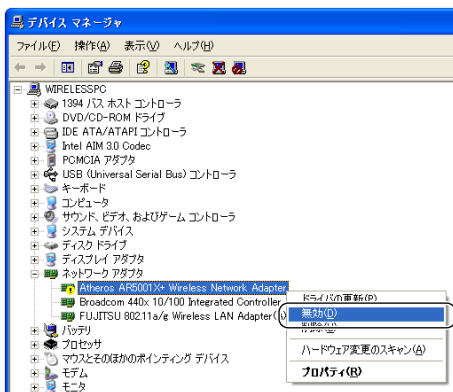 デバイス マネージャ
ファイル(F) 操作(A) 表示(V) ヘルプ(H)
WIRELESSPC
1394 バス ホスト コントローラ
DVD/CD-ROM ドライブ
IDE ATA/ATAPI コントローラ
Intel AIM 3.0 Codec
PCMCIA アダプタ
USB (Universal Serial Bus) コントローラ
キーボード
コンピュータ
サウンド、ビデオ、およびゲーム コントローラ
システム デバイス
ディスク ドライブ
ディスプレイ アダプタ
ネットワーク アダプタ
Atheros AR5001X+ Wireless Network Adapter
Broadcom 440x 10/100 Integrated Controller
FUJITSU 802.11a/g Wireless LAN Adapter
バッテリ
プロセッサ
マウスとそのほかのポインティング デバイス
モデム
モニタ
ドライバの更新(P)
無効(D)
ハードウェア変更のスキャン(A)
プロパティ(R)